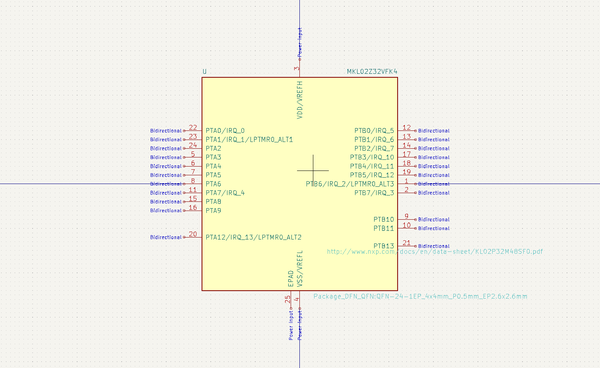 Power Input
3
U
MKL02Z32VFK4
VDD/VREFH
Bidirectional 22 PTA0/IRQ_0
PTB0/IRQ_5 12 Bidirectional
Bidirectional 23 PTA1/IRQ_1/LPTMR0_ALT1
PTB1/IRQ_6 13 Bidirectional
Bidirectional 24 PTA2
PTB2/IRQ_7 14 Bidirectional
Bidirectional 5 PTA3
PTB3/IRQ_10 17 Bidirectional
Bidirectional 6 PTA4
PTB4/IRQ_11 18 Bidirectional
Bidirectional 7 PTA5
PTB5/IRQ_12 19 Bidirectional
Bidirectional 8 PTA6
PTB6/IRQ_2/LPTMR0_ALT3 1 Bidirectional
Bidirectional 11 PTA7/IRQ_4
PTB7/IRQ_3 2 Bidirectional
Bidirectional 15 PTA8
Bidirectional 16 PTA9
PTB10 9 Bidirectional
PTB11 10 Bidirectional
Bidirectional 20 PTA12/IRQ_13/LPTMR0_ALT2
PTB13 21 Bidirectional
http://www.nxp.com/docs/en/data-sheet/KL02P32M48SF0.pdf
EPAD
VSS/VREFL
Package_DFN_QFN:QFN-24-1EP_4x4mm_P0.5mm_EP2.6x2.6mm
25
4
Power Input
Power Input